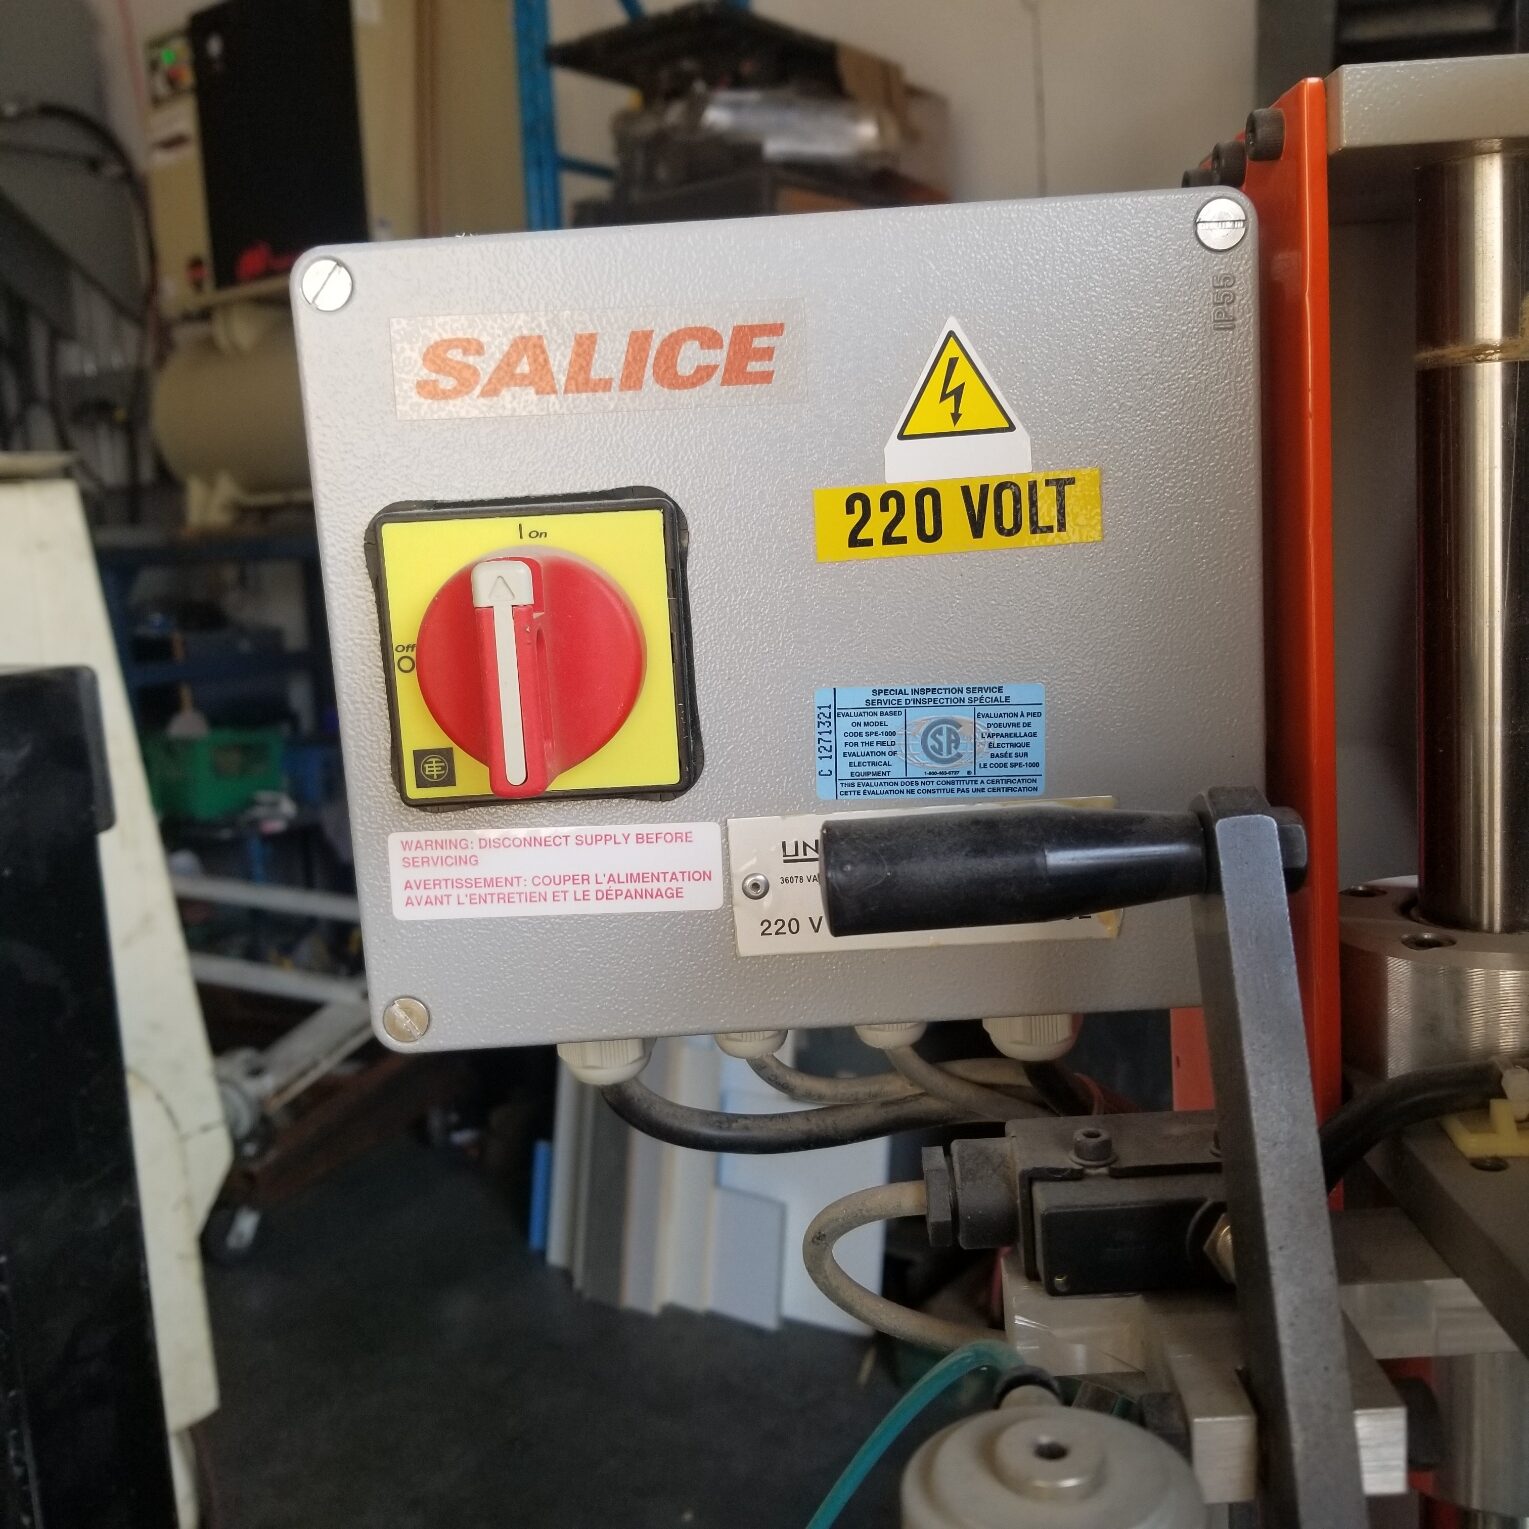 SALICE
IP55
220 VOLT
I On
Off
O
SPECIAL INSPECTION SERVICE
SERVICE D'INSPECTION SPÉCIALE
C 1271321
EVALUATION BASED
ON MODEL
CODE SPE-1000
FOR THE FIELD
EVALUATION OF
ELECTRICAL
EQUIPMENT
ÉVALUATION À PIED
D'OEUVRE DE
L'APPAREILLAGE
ÉLECTRIQUE
BASÉE SUR
LE CODE SPE-1000
THIS EVALUATION DOES NOT CONSTITUTE A CERTIFICATION
CETTE ÉVALUATION NE CONSTITUE PAS UNE CERTIFICATION
WARNING: DISCONNECT SUPPLY BEFORE
SERVICING
AVERTISSEMENT: COUPER L'ALIMENTATION
AVANT L'ENTRETIEN ET LE DÉPANNAGE
36078
220 V